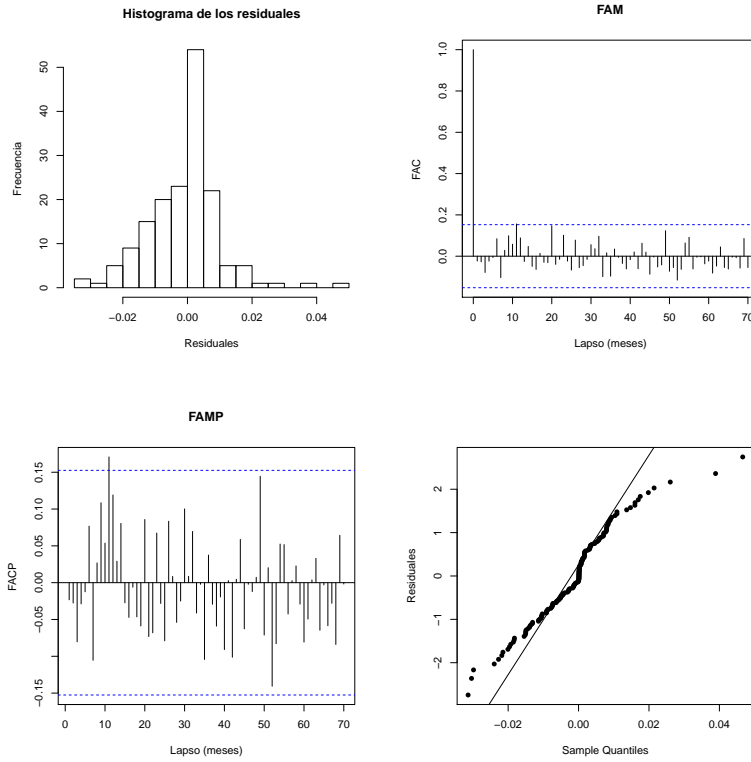 Histograma de los residuales
Frecuencia
50
40
30
20
10
0
−0.02 0.00 0.02 0.04
Residuales
FAM
FAC
1.0
0.8
0.6
0.4
0.2
0.0
0 10 20 30 40 50 60 70
Lapso (meses)
FAMP
FACP
0.15
0.10
0.05
0.00
−0.05
−0.15
0 10 20 30 40 50 60 70
Lapso (meses)
Residuales
2
1
0
−1
−2
−0.02 0.00 0.02 0.04
Sample Quantiles